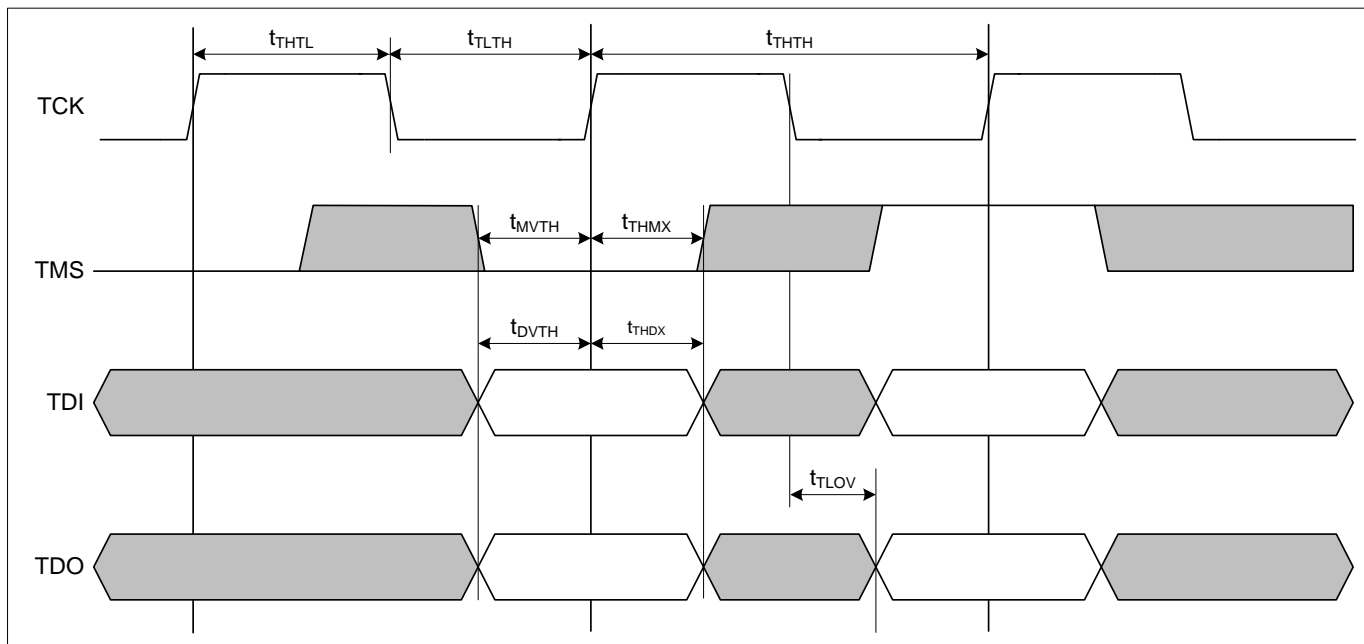 tTHTL tTLTH tTHTH
TCK
tMVTH tTHMX
TMS
tDVTH tTHDX
TDI
tTLOV
TDO